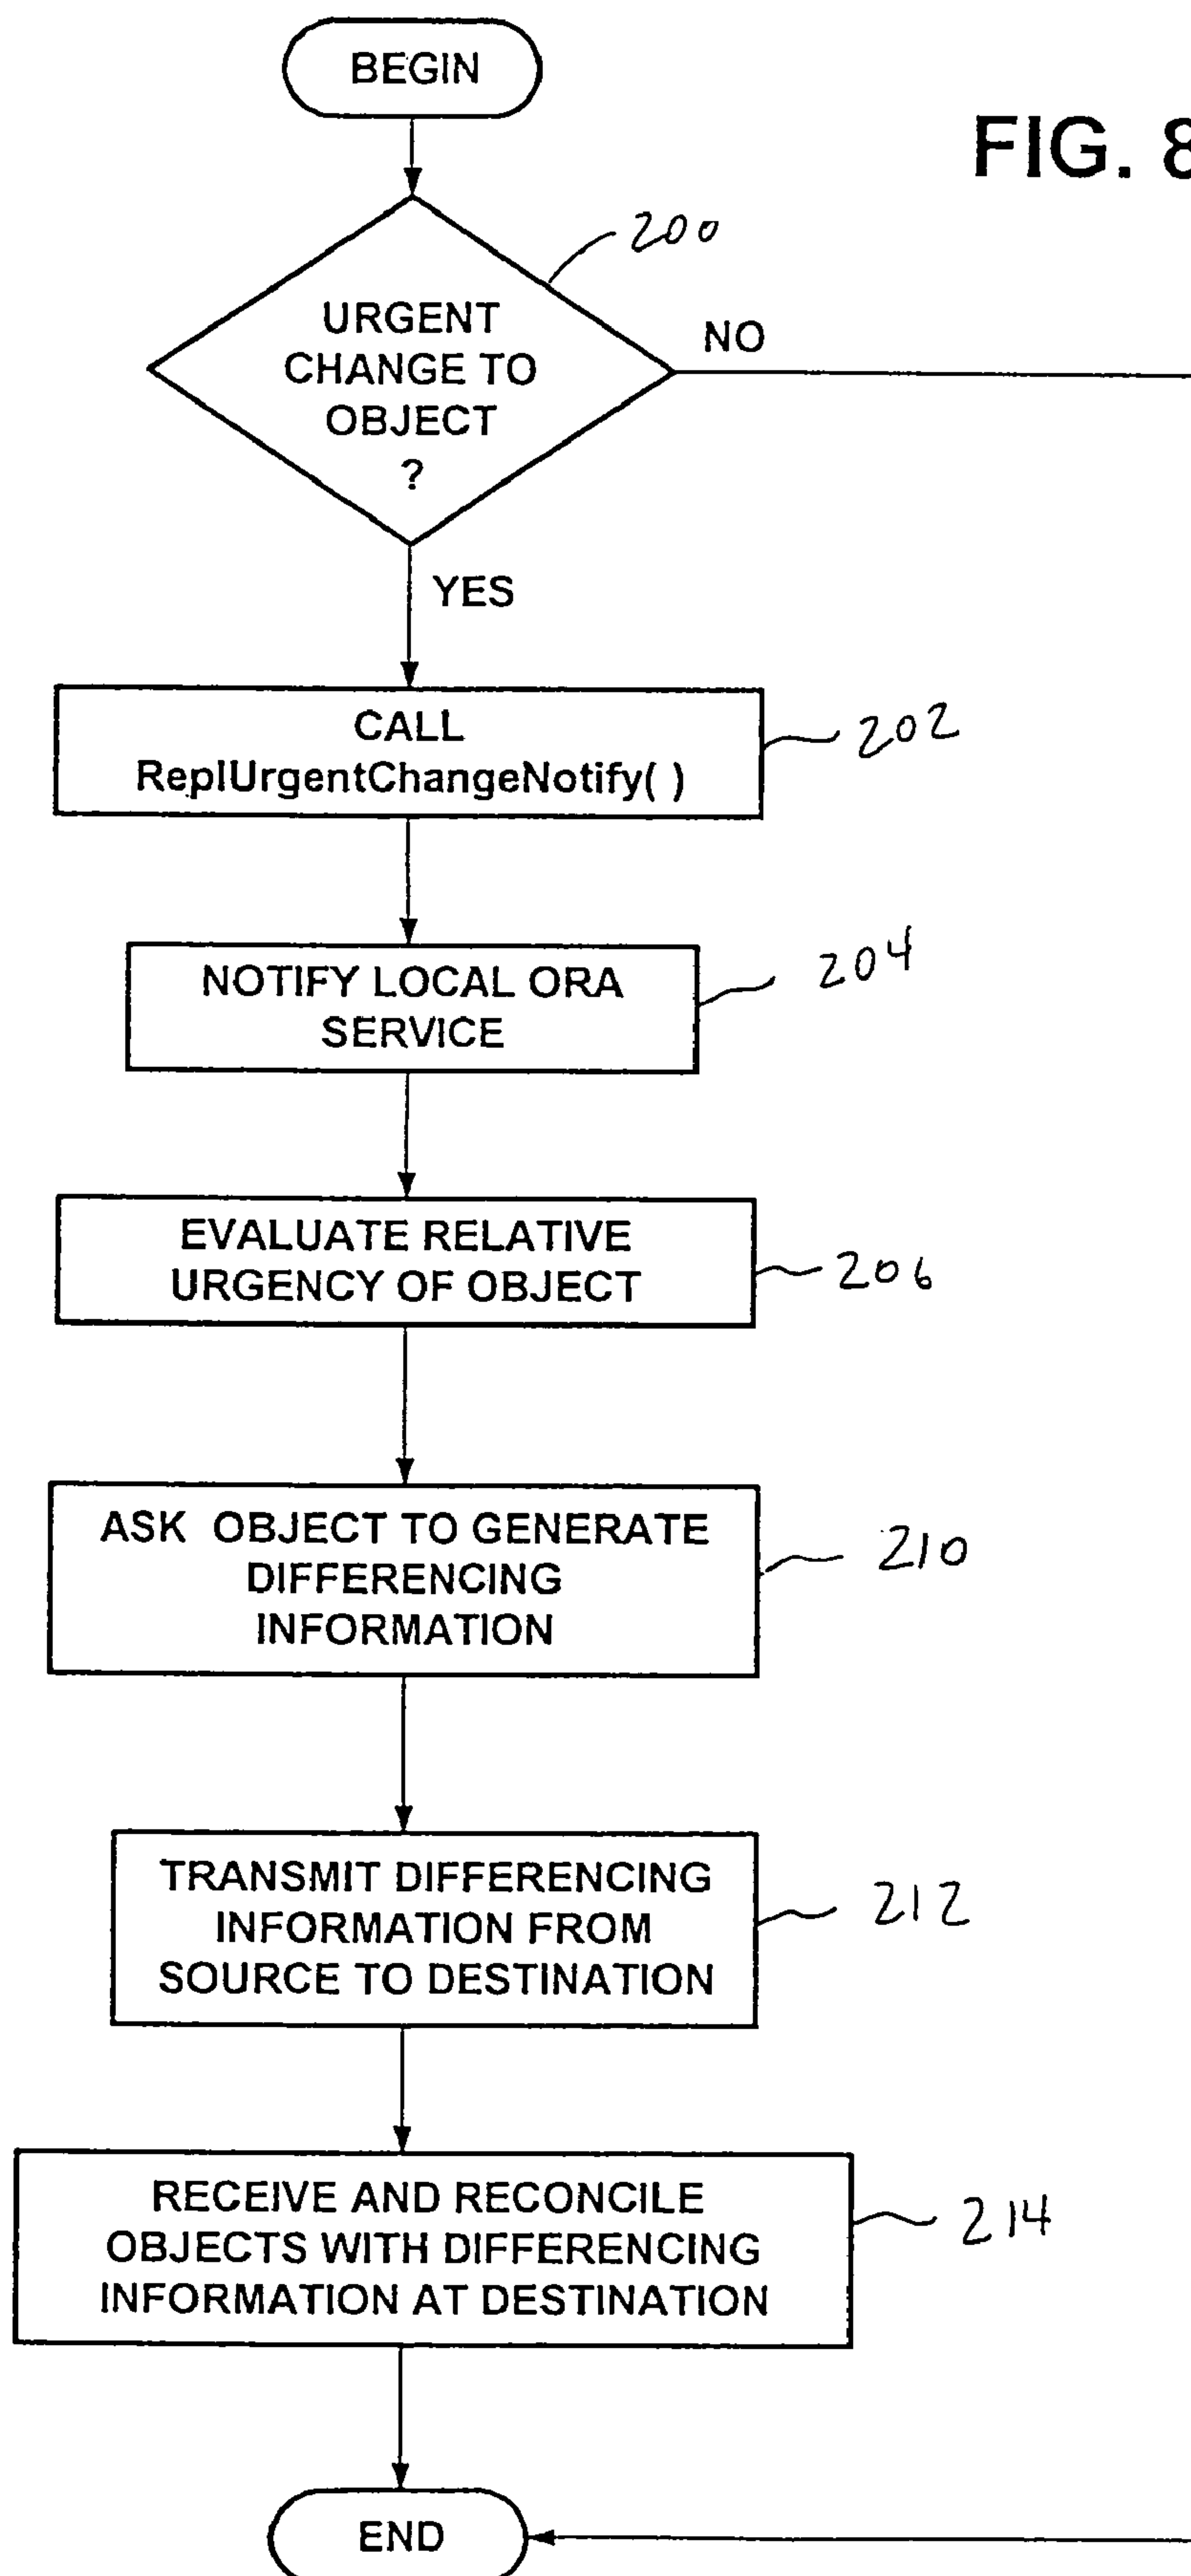 BEGIN
FIG. 8
200
URGENT
CHANGE TO
OBJECT
?
NO
YES
CALL
ReplUrgentChangeNotify( )
202
NOTIFY LOCAL ORA
SERVICE
204
EVALUATE RELATIVE
URGENCY OF OBJECT
206
ASK OBJECT TO GENERATE
DIFFERENCING
INFORMATION
210
TRANSMIT DIFFERENCING
INFORMATION FROM
SOURCE TO DESTINATION
212
RECEIVE AND RECONCILE
OBJECTS WITH DIFFERENCING
INFORMATION AT DESTINATION
214
END